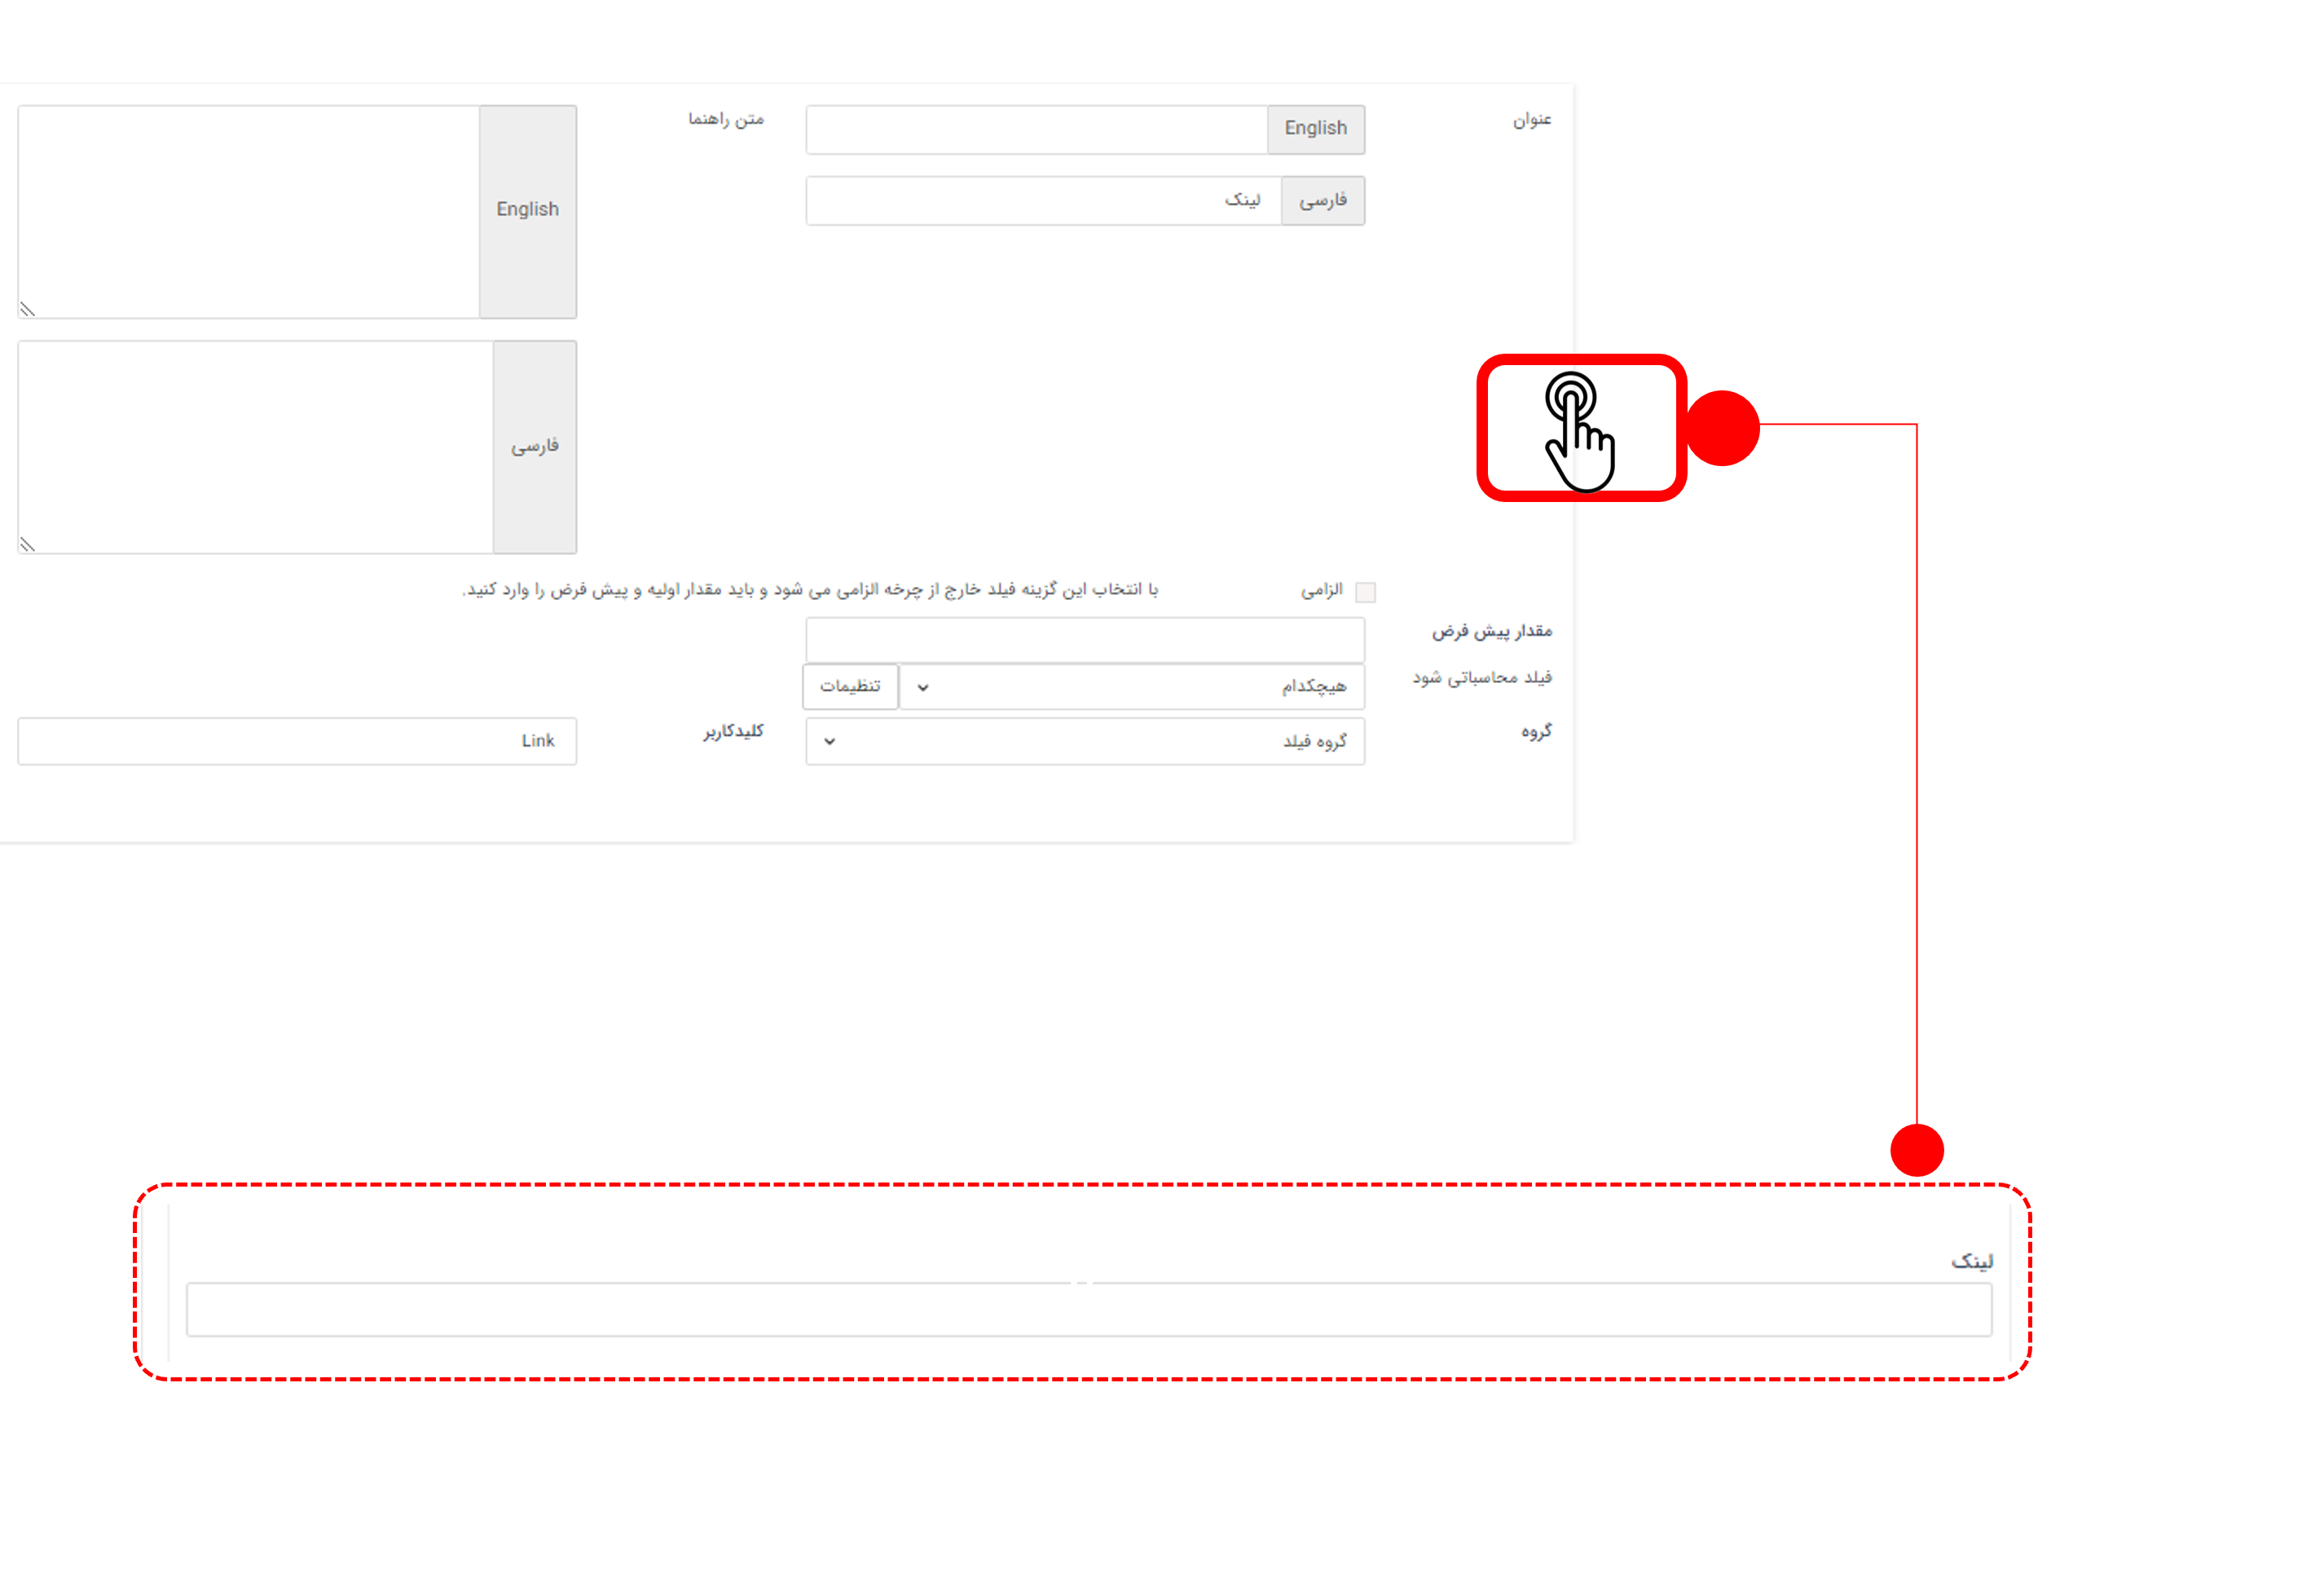 عنوان
English
متن راهنما
English
فارسی
لینک
فارسی
الزامی
با انتخاب این گزینه فیلد خارج از چرخه الزامی می شود و باید مقدار اولیه و پیش فرض را وارد کنید.
مقدار پیش فرض
فیلد محاسباتی شود
هیچکدام
تنظیمات
گروه
گروه فیلد
کلیدکاربر
Link
لینک